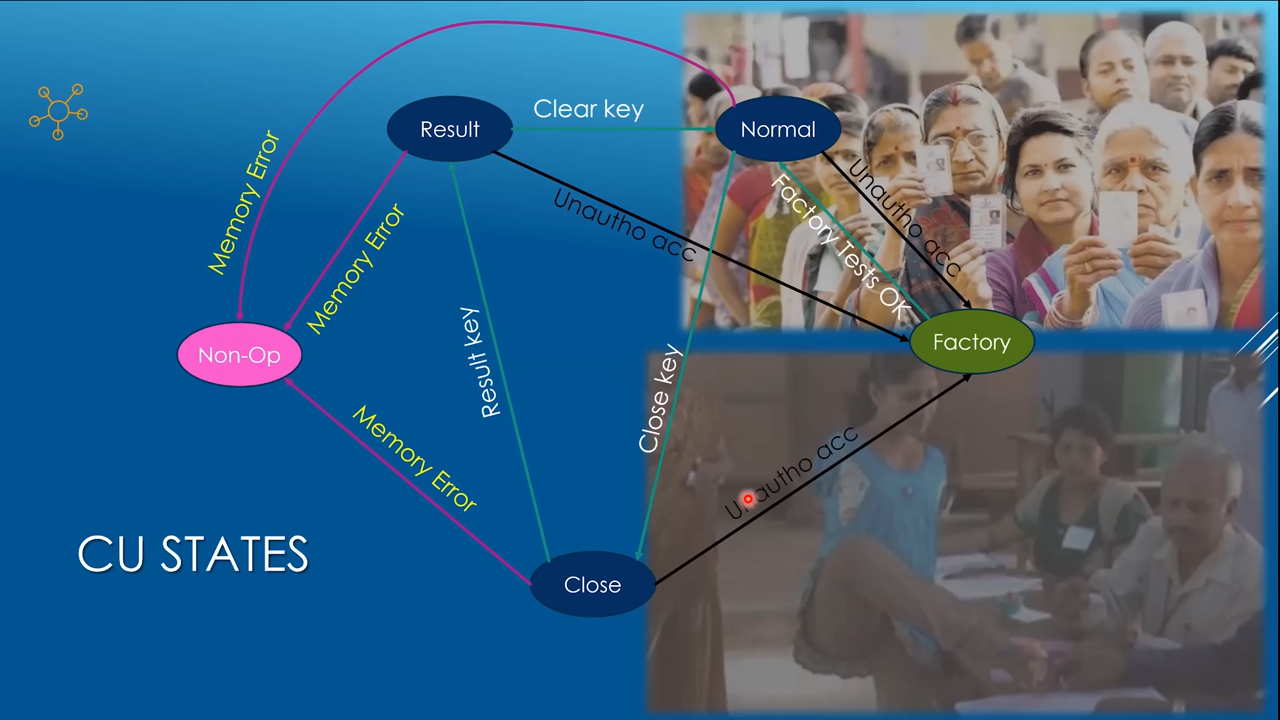 Clear key
Result
Normal
Memory Error
Memory Error
Unautho acc
Unautho acc
Factory Tests OK
Non-Op
Factory
Result key
Close key
Memory Error
Unautho acc
CU STATES
Close